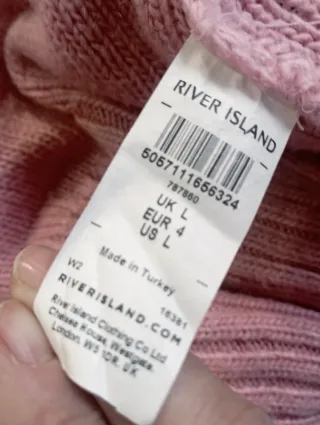 RIVER ISLAND
5057111656324
787860
UK L
EUR 4
US L
Made in Turkey
W2 16381
RIVERISLAND.COM
River Island Clothing Co Ltd
Chelsea House, Westgate,
London. W5 1DR. UK